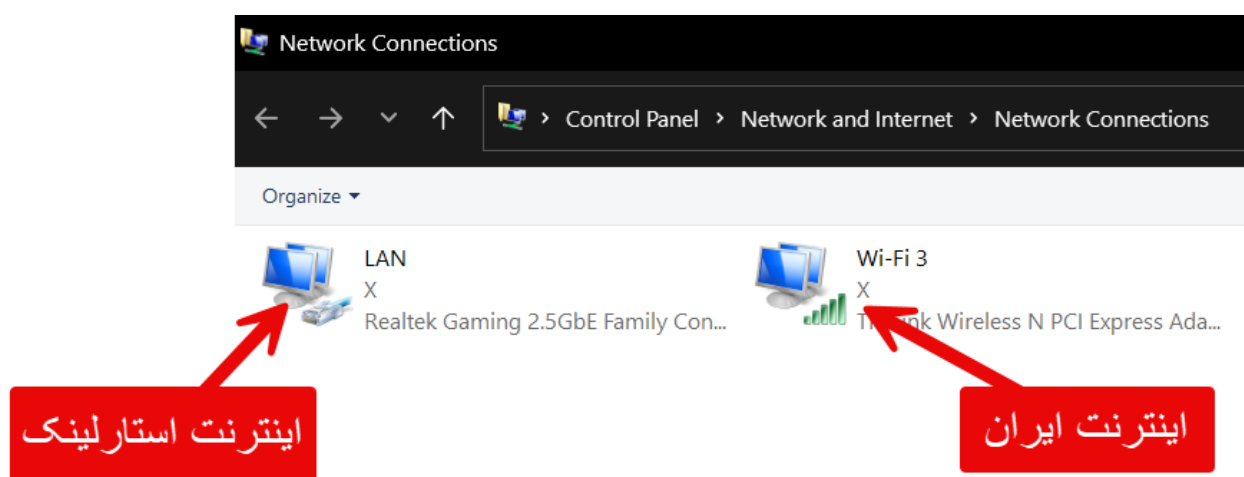 Network Connections
Control Panel > Network and Internet > Network Connections
Organize
LAN
X
Realtek Gaming 2.5GbE Family Con...
Wi-Fi 3
X
Wireless N PCI Express Ada...
اینترنت استارلینک
اینترنت ایران